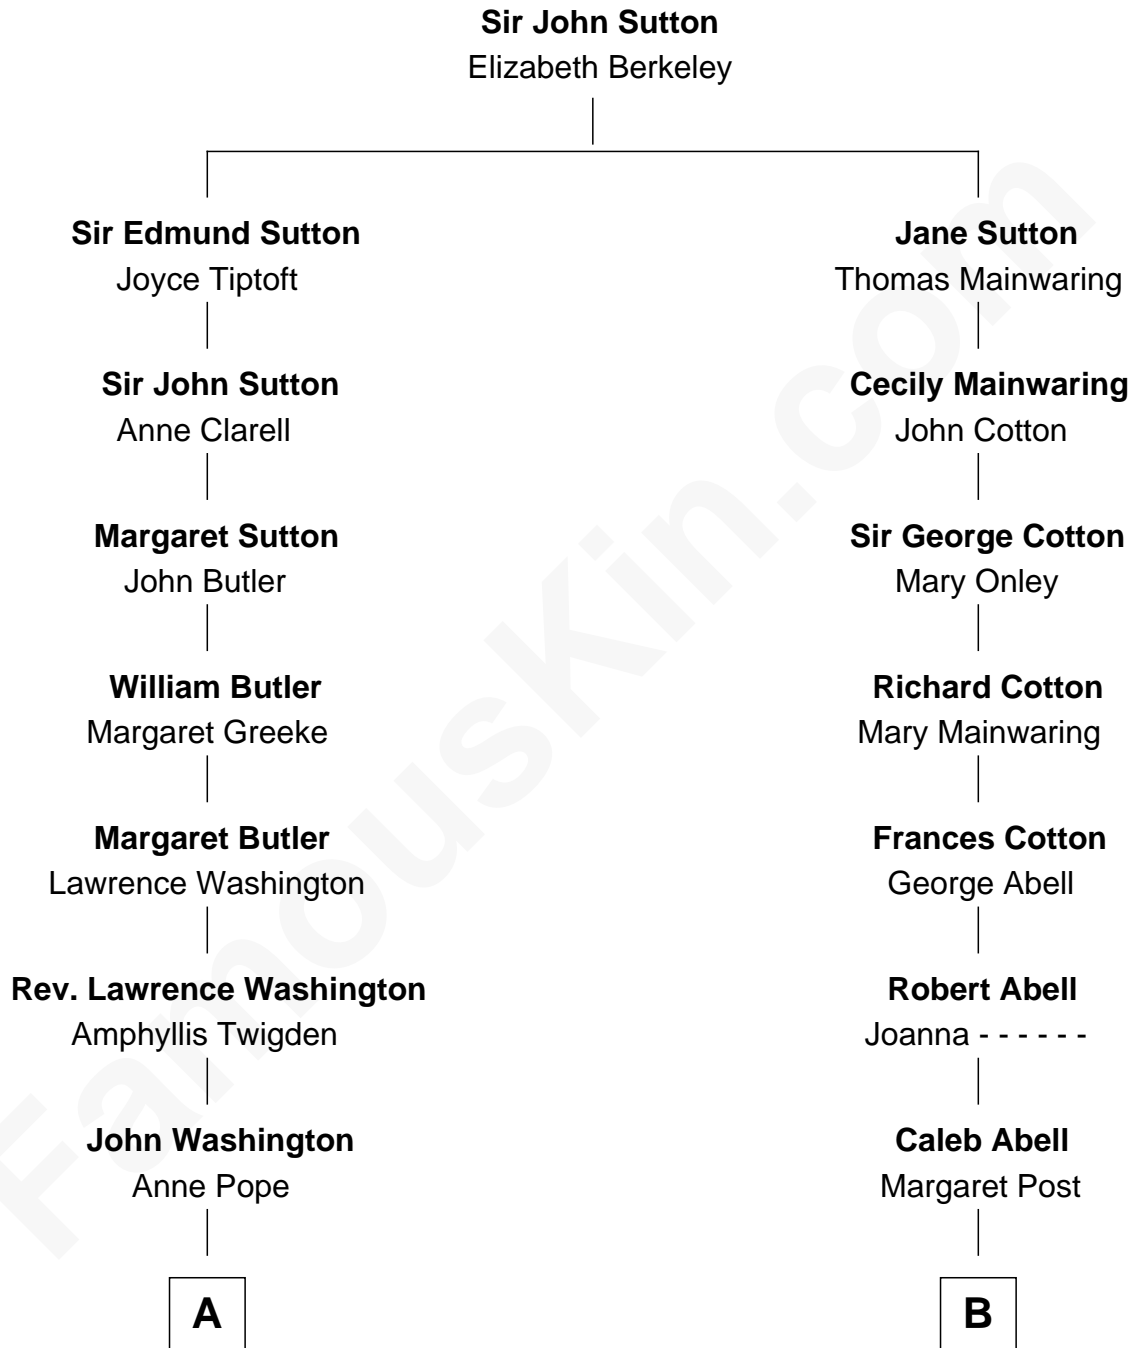 Sir John Sutton
Elizabeth Berkeley
Sir Edmund Sutton
Joyce Tiptoft
Jane Sutton
Thomas Mainwaring
Sir John Sutton
Anne Clarell
Cecily Mainwaring
John Cotton
Margaret Sutton
John Butler
Sir George Cotton
Mary Onley
William Butler
Margaret Greeke
Richard Cotton
Mary Mainwaring
Margaret Butler
Lawrence Washington
Frances Cotton
George Abell
Rev. Lawrence Washington
Amphyllis Twigden
Robert Abell
Joanna - - - - - -
John Washington
Anne Pope
Caleb Abell
Margaret Post
A
B
FamousKin.com